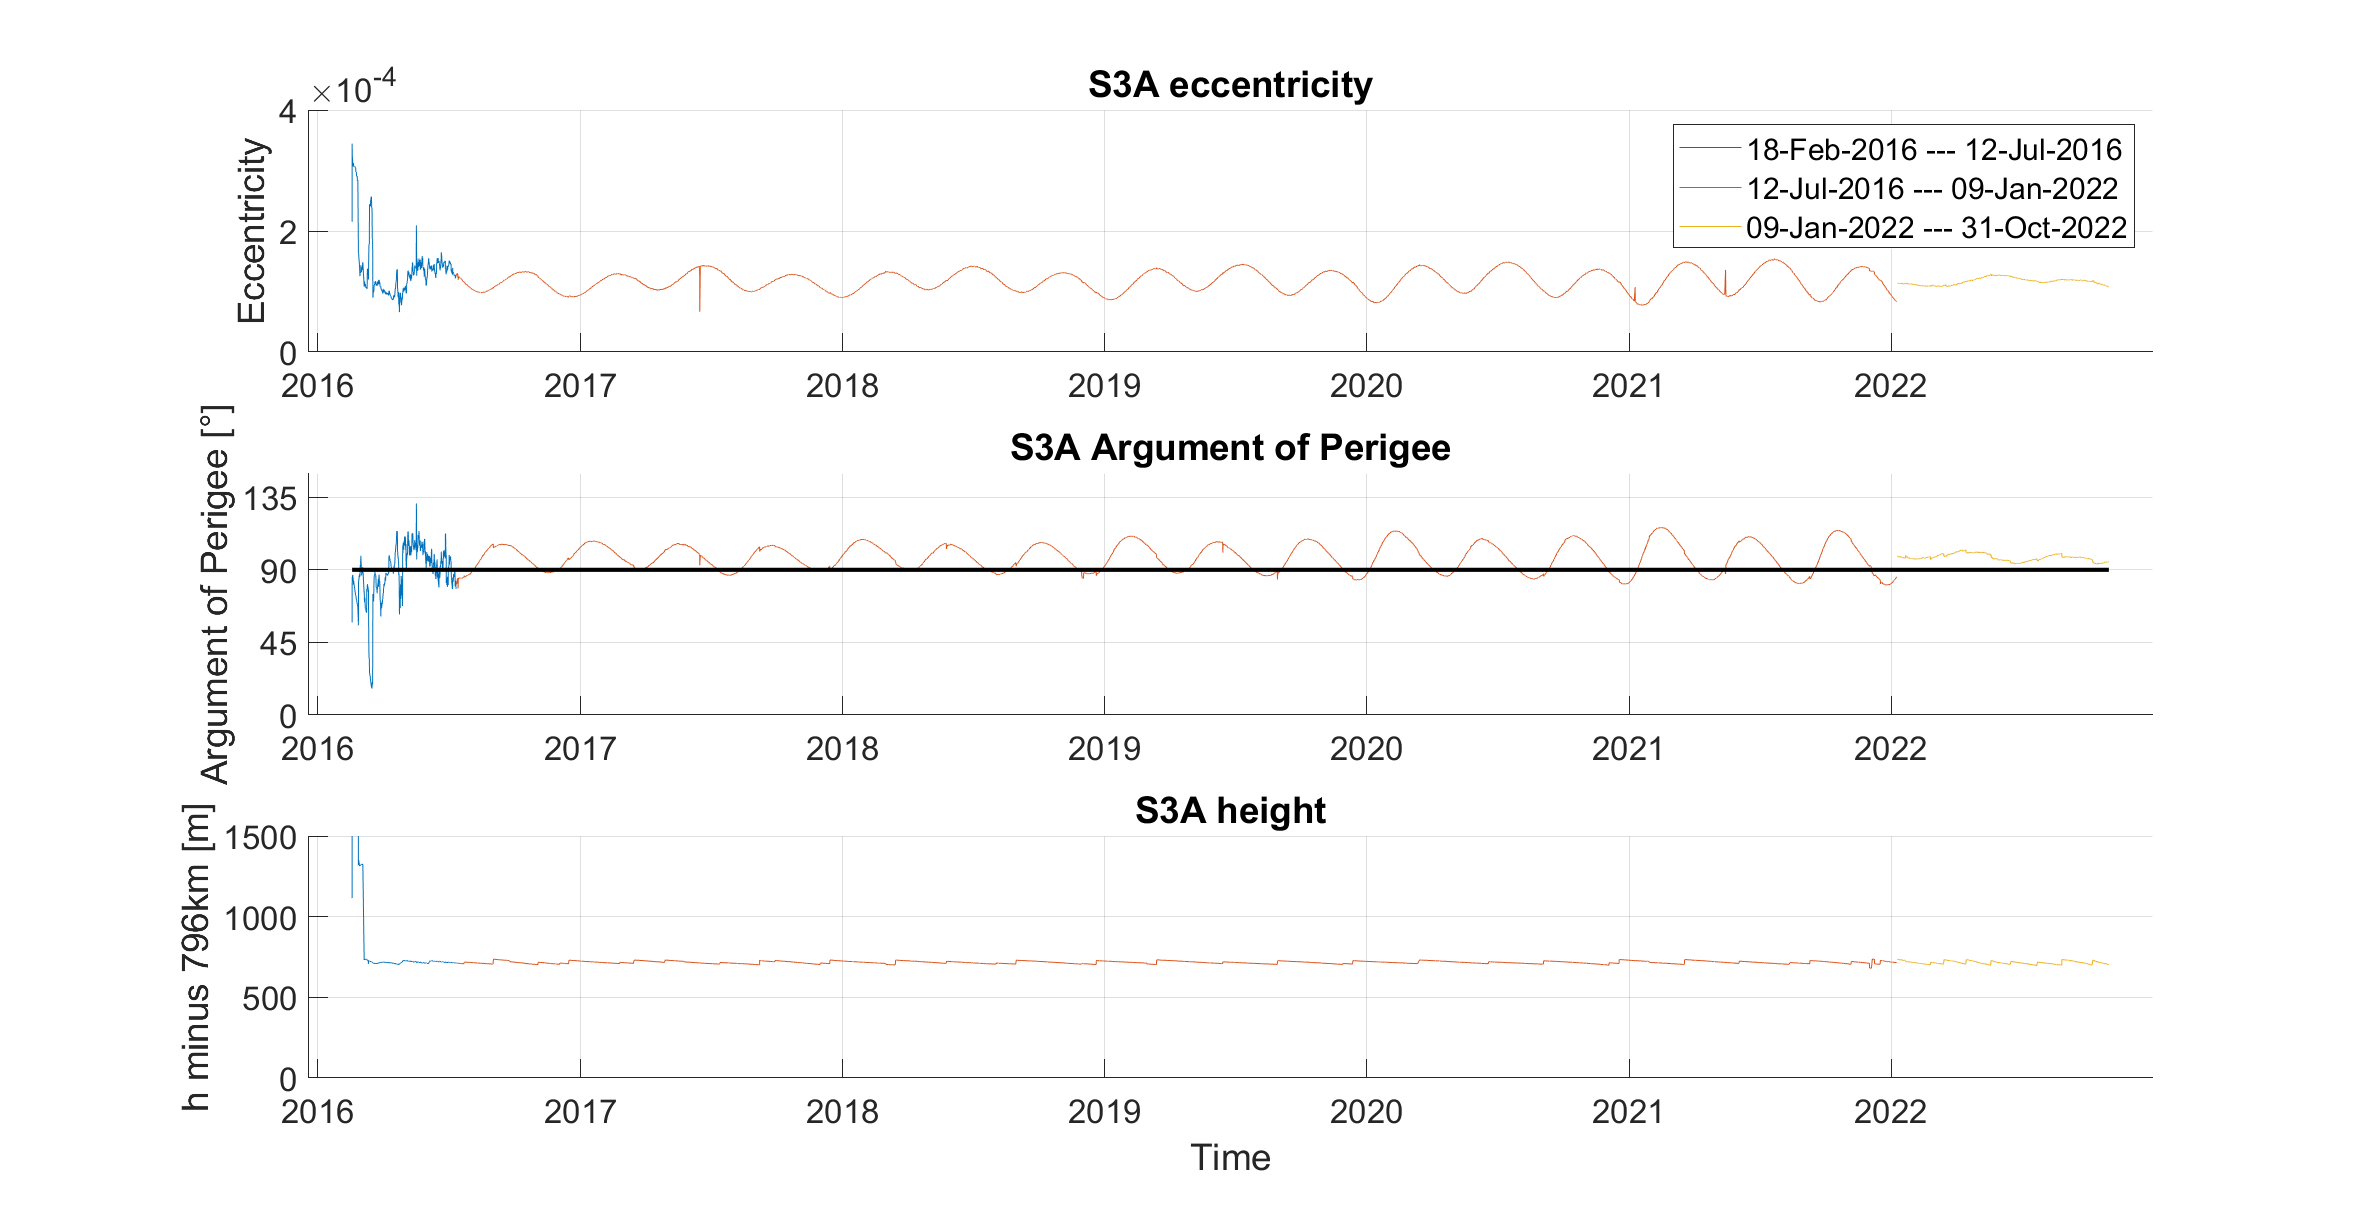 S3A eccentricity
×10-4
Eccentricity
4
2
0
18-Feb-2016 --- 12-Jul-2016
12-Jul-2016 --- 09-Jan-2022
09-Jan-2022 --- 31-Oct-2022
2016 2017 2018 2019 2020 2021 2022
S3A Argument of Perigee
Argument of Perigee [°]
135
90
45
0
2016 2017 2018 2019 2020 2021 2022
S3A height
h minus 796km [m]
1500
1000
500
0
2016 2017 2018 2019 2020 2021 2022
Time